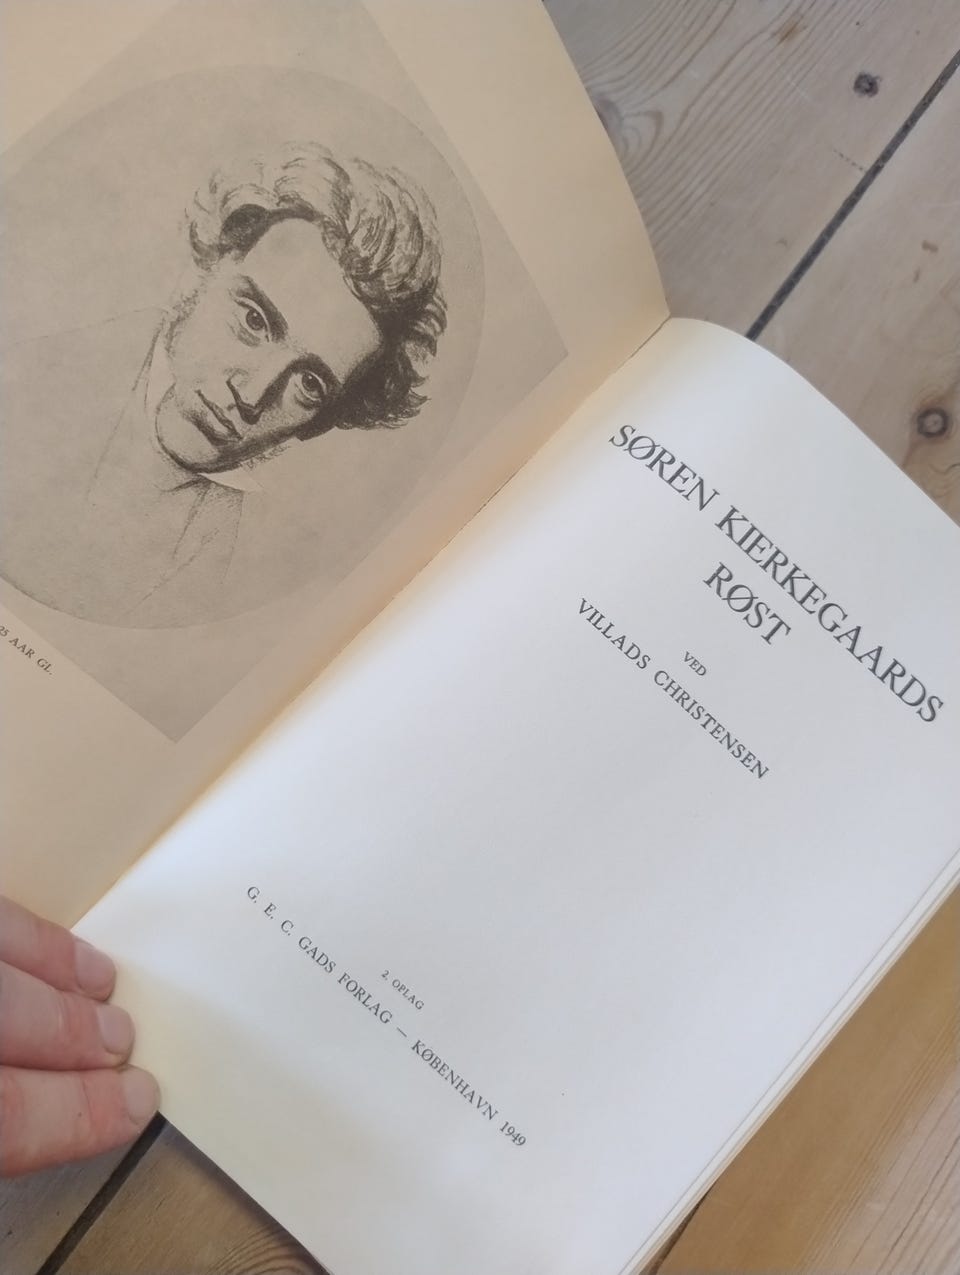 25 AAR GL.
SØREN KIERKEGAARDS
RØST
VED
VILLADS CHRISTENSEN
2. OPLAG
G. E. C. GADS FORLAG — KØBENHAVN 1949